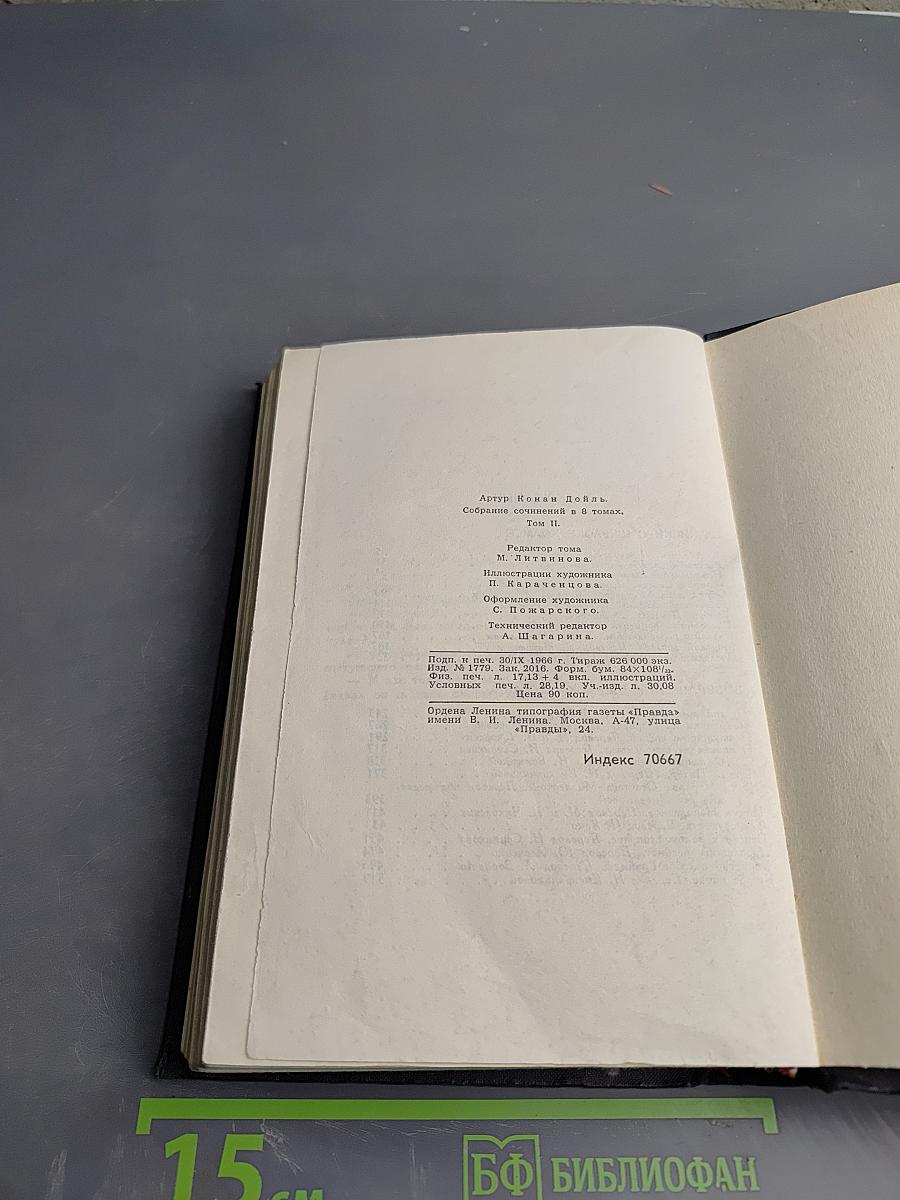 Артур Конан Дойль.
Собрание сочинений в 8 томах.
Том II.
Редактор тома
М. Литвинова.
Иллюстрации художника
П. Караченцова.
Оформление художника
С. Пожарского.
Технический редактор
А. Шагарина.
Подп. к печ. 30/IX 1966 г. Тираж 626 000 экз.
Изд. № 1779. Зак. 2016. Форм. бум. 84×108¹/₃₂.
Физ. печ. л. 17,13 + 4 вкл. иллюстраций.
Условных печ. л. 28,19. Уч.-изд. л. 30,08
Цена 90 коп.
Ордена Ленина типография газеты «Правда»
имени В. И. Ленина. Москва, А-47, улица
«Правды», 24.
Индекс 70667
15 см
БФ БИБЛИОФАН